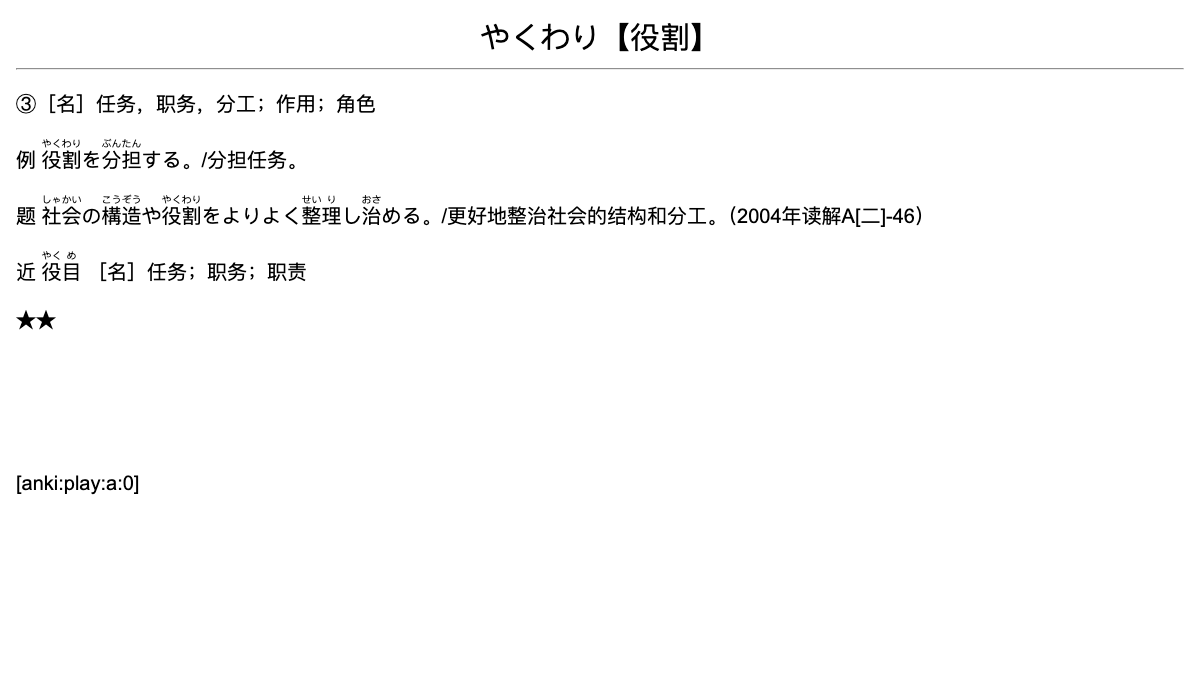 やくわり【役割】
③［名］任务，职务，分工；作用；角色
やくわり ぶんたん
例 役割を分担する。/分担任务。
しゃかい こうぞう やくわり せい り おさ
题 社会の構造や役割をよりよく整理し治める。/更好地整治社会的结构和分工。（2004年读解A[二]-46）
やく め
近 役目 ［名］任务；职务；职责
★★
[anki:play:a:0]